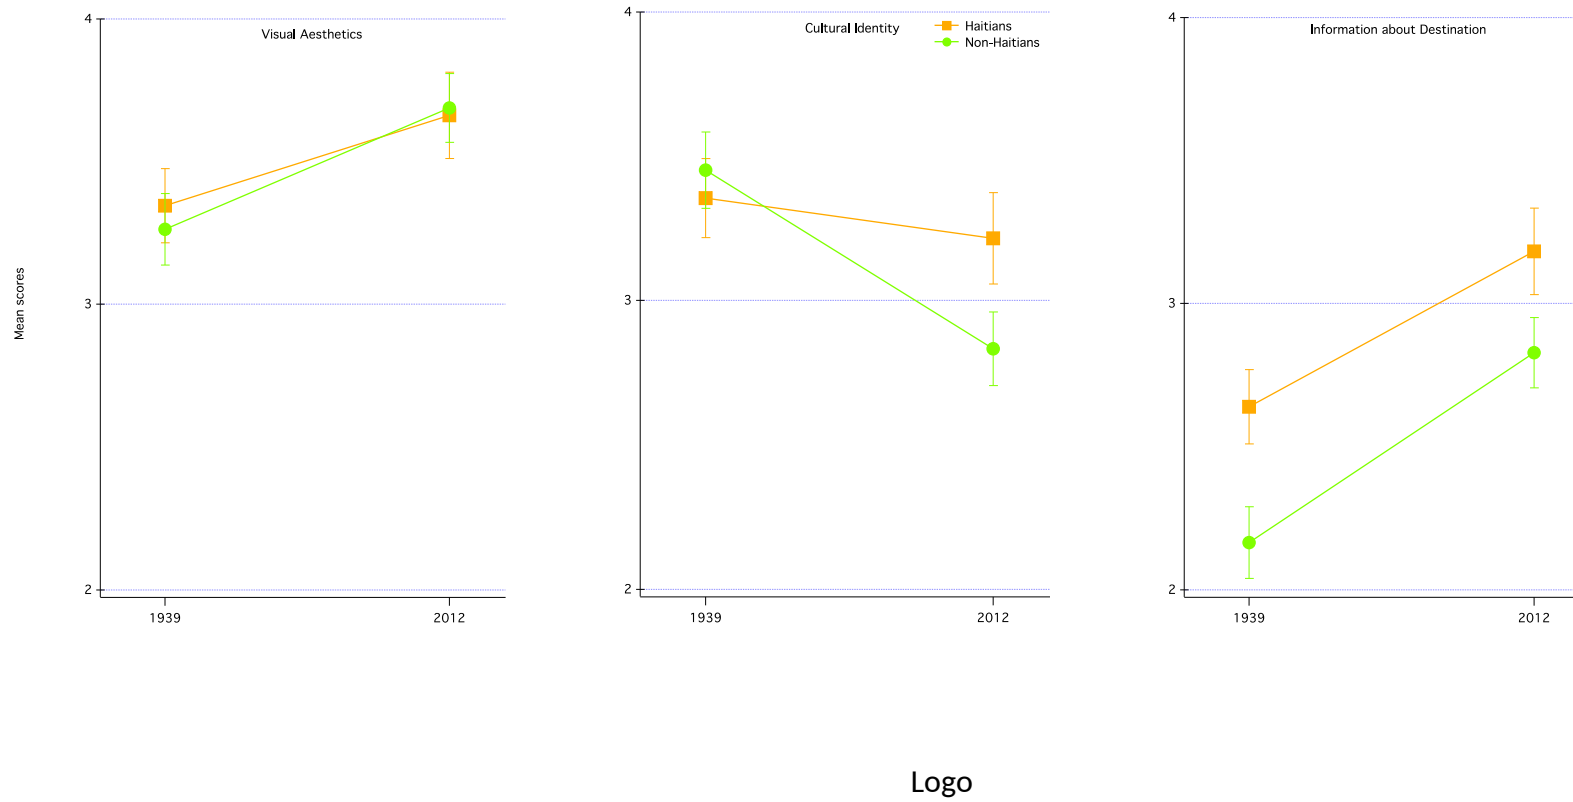 Mean scores
Visual Aesthetics
4
3
2
1939 2012
Cultural Identity
Haitians
Non-Haitians
4
3
2
1939 2012
Information about Destination
4
3
2
1939 2012
Logo